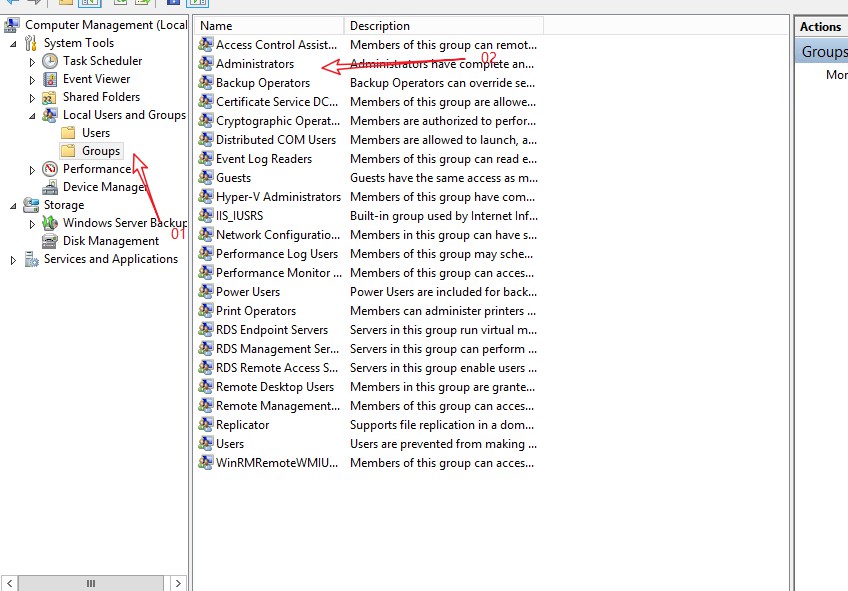 Computer Management (Local
System Tools
Task Scheduler
Event Viewer
Shared Folders
Local Users and Groups
Users
Groups
Performance
Device Manager
Storage
Windows Server Backup
Disk Management
Services and Applications
01
Name Description
Access Control Assist... Members of this group can remot...
Administrators Administrators have complete an...
02
Backup Operators Backup Operators can override se...
Certificate Service DC... Members of this group are allowe...
Cryptographic Operat... Members are authorized to perfor...
Distributed COM Users Members are allowed to launch, a...
Event Log Readers Members of this group can read e...
Guests Guests have the same access as m...
Hyper-V Administrators Members of this group have com...
IIS_IUSRS Built-in group used by Internet Inf...
Network Configuratio... Members in this group can have s...
Performance Log Users Members of this group may sche...
Performance Monitor ... Members of this group can acces...
Power Users Power Users are included for back...
Print Operators Members can administer printers ...
RDS Endpoint Servers Servers in this group run virtual m...
RDS Management Ser... Servers in this group can perform ...
RDS Remote Access S... Servers in this group enable users ...
Remote Desktop Users Members in this group are grante...
Remote Management... Members of this group can acces...
Replicator Supports file replication in a dom...
Users Users are prevented from making ...
WinRMRemoteWMIU... Members of this group can acces...
Actions
Groups
Mor